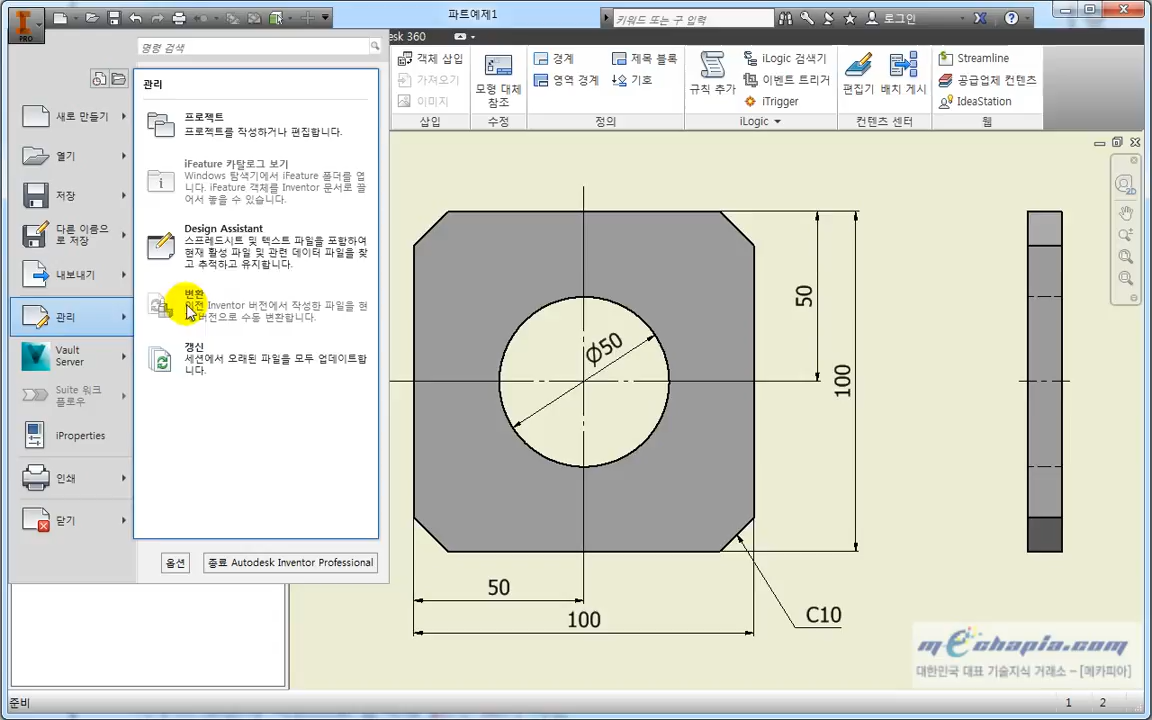 파트예제1
키워드 또는 구 입력
로그인
PRO
명령 검색
esk 360
관리
새로 만들기
열기
저장
다른 이름으
로 저장
내보내기
관리
Vault
Server
Suite 워크
플로우
iProperties
인쇄
닫기
프로젝트
프로젝트를 작성하거나 편집합니다.
iFeature 카탈로그 보기
Windows 탐색기에서 iFeature 폴더를 엽
니다. iFeature 객체를 Inventor 문서로 끌
어서 놓을 수 있습니다.
Design Assistant
스프레드시트 및 텍스트 파일을 포함하여
현재 활성 파일 및 관련 데이터 파일을 찾
고 추적하고 유지합니다.
변환
이전 Inventor 버전에서 작성한 파일을 현
버전으로 수동 변환합니다.
갱신
세션에서 오래된 파일을 모두 업데이트합
니다.
옵션
종료 Autodesk Inventor Professional
객체 삽입
가져오기
이미지
삽입
모형 대체
참조
수정
경계
영역 경계
제목 블록
기호
정의
규칙 추가
iLogic 찾색기
이벤트 트리거
iTrigger
iLogic
편집기
배치 게시
컨텐츠 센터
Streamline
공급업체 컨텐츠
IdeaStation
웹
Ø50
50
100
50
100
C10
mechapia.com
대한민국 대표 기술지식 거래소 – [메카피아]
준비
1
2